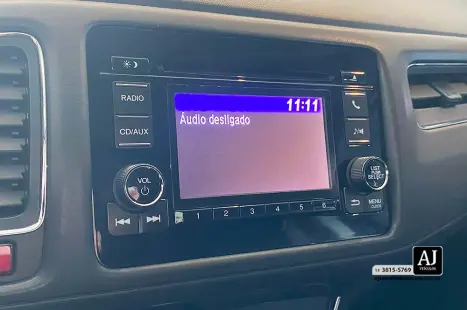 11:11
Áudio desligado
RADIO
CD/AUX
VOL
LIST
SELECT
MENU
1 2 3 4 5 6
AJ
VEÍCULOS
3815-5769